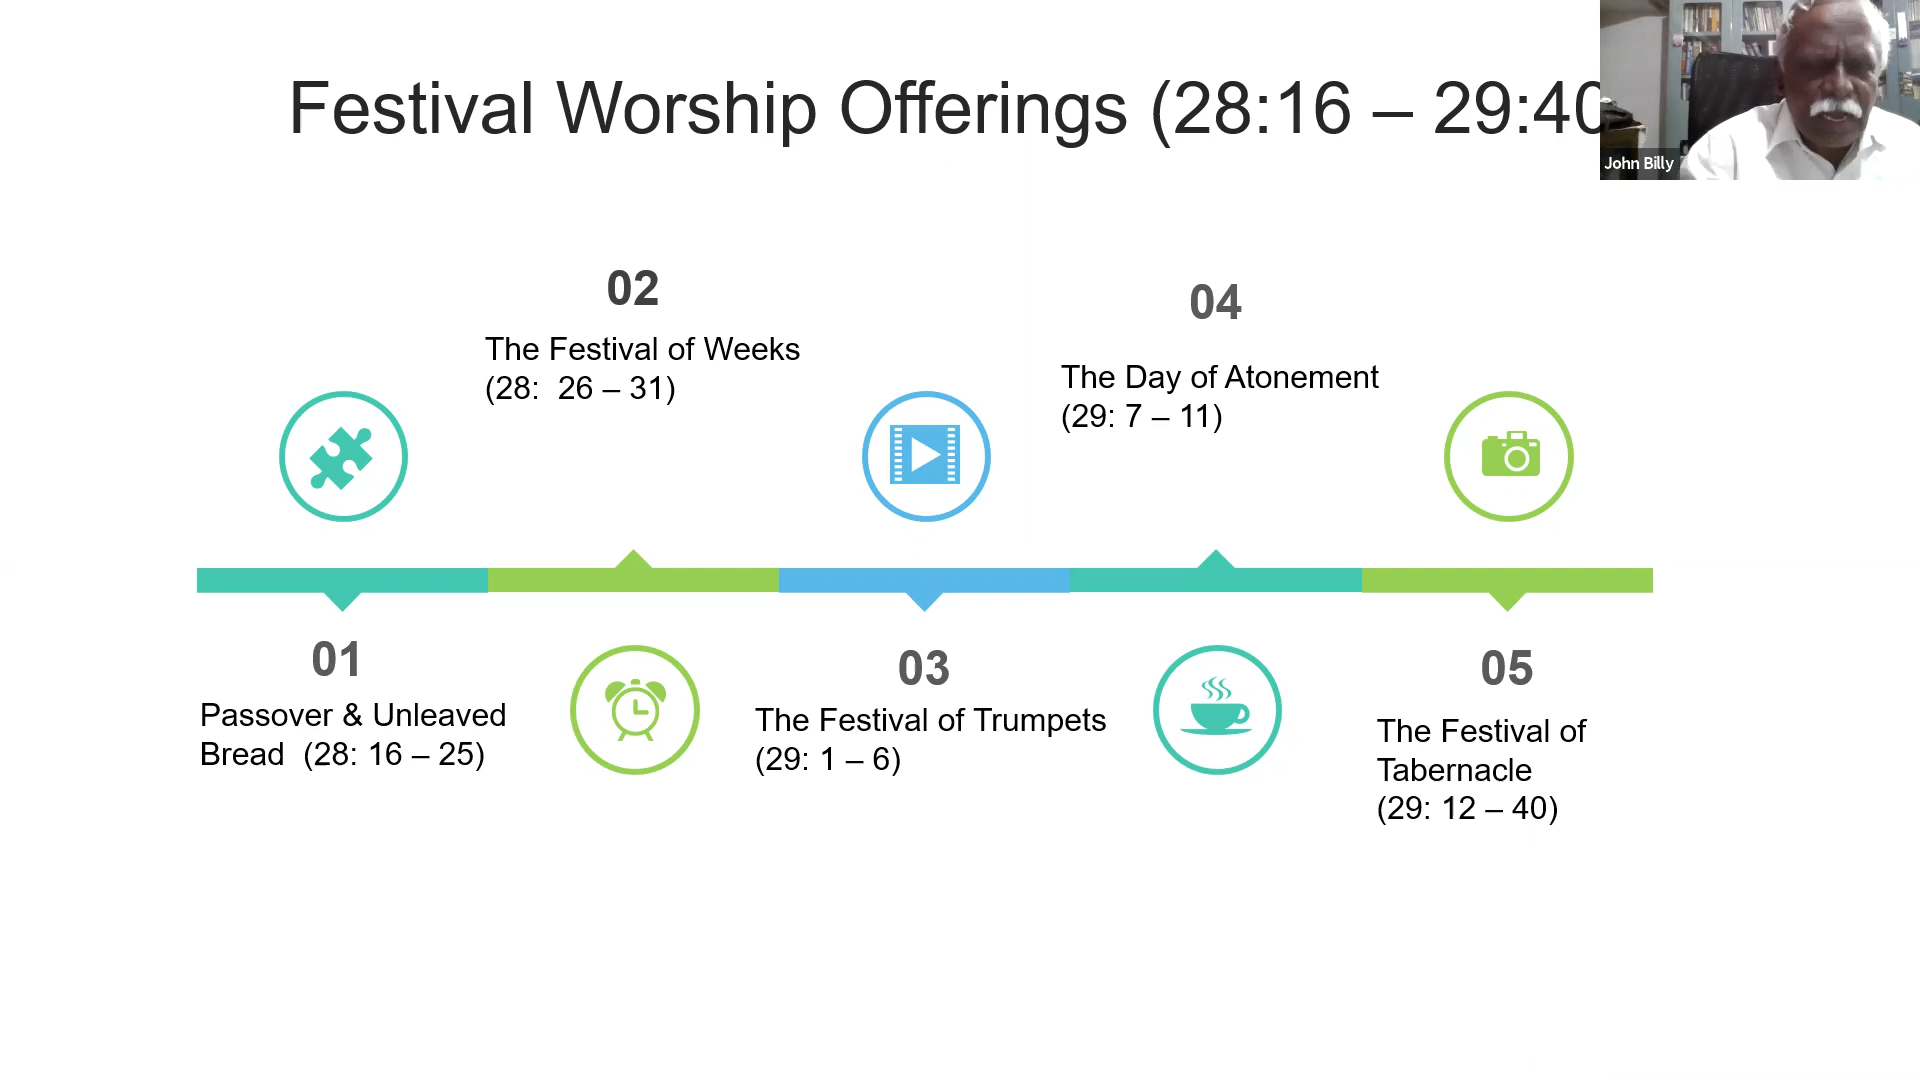 Festival Worship Offerings (28:16 – 29:40
John Billy
02
The Festival of Weeks
(28:  26 – 31)
04
The Day of Atonement
(29: 7 – 11)
01
Passover & Unleaved
Bread  (28: 16 – 25)
03
The Festival of Trumpets
(29: 1 – 6)
05
The Festival of
Tabernacle
(29: 12 – 40)